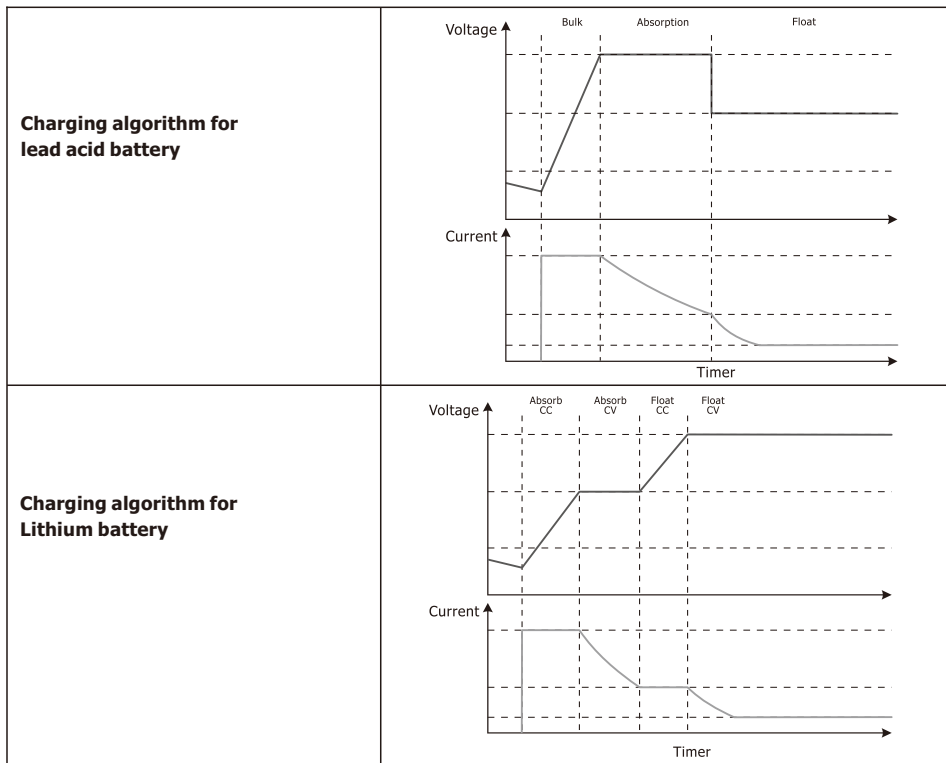 Charging algorithm for
lead acid battery
Voltage
Bulk
Absorption
Float
Current
Timer
Charging algorithm for
Lithium battery
Voltage
Absorb
CC
Absorb
CV
Float
CC
Float
CV
Current
Timer